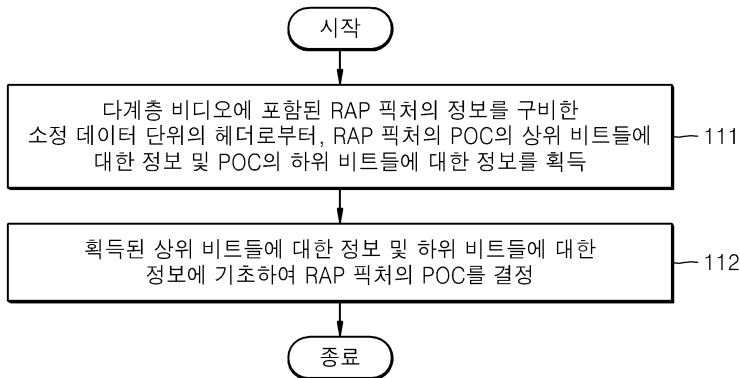 시작
다계층 비디오에 포함된 RAP 픽처의 정보를 구비한
소정 데이터 단위의 헤더로부터, RAP 픽처의 POC의 상위 비트들에
대한 정보 및 POC의 하위 비트들에 대한 정보를 획득
111
획득된 상위 비트들에 대한 정보 및 하위 비트들에 대한
정보에 기초하여 RAP 픽처의 POC를 결정
112
종료